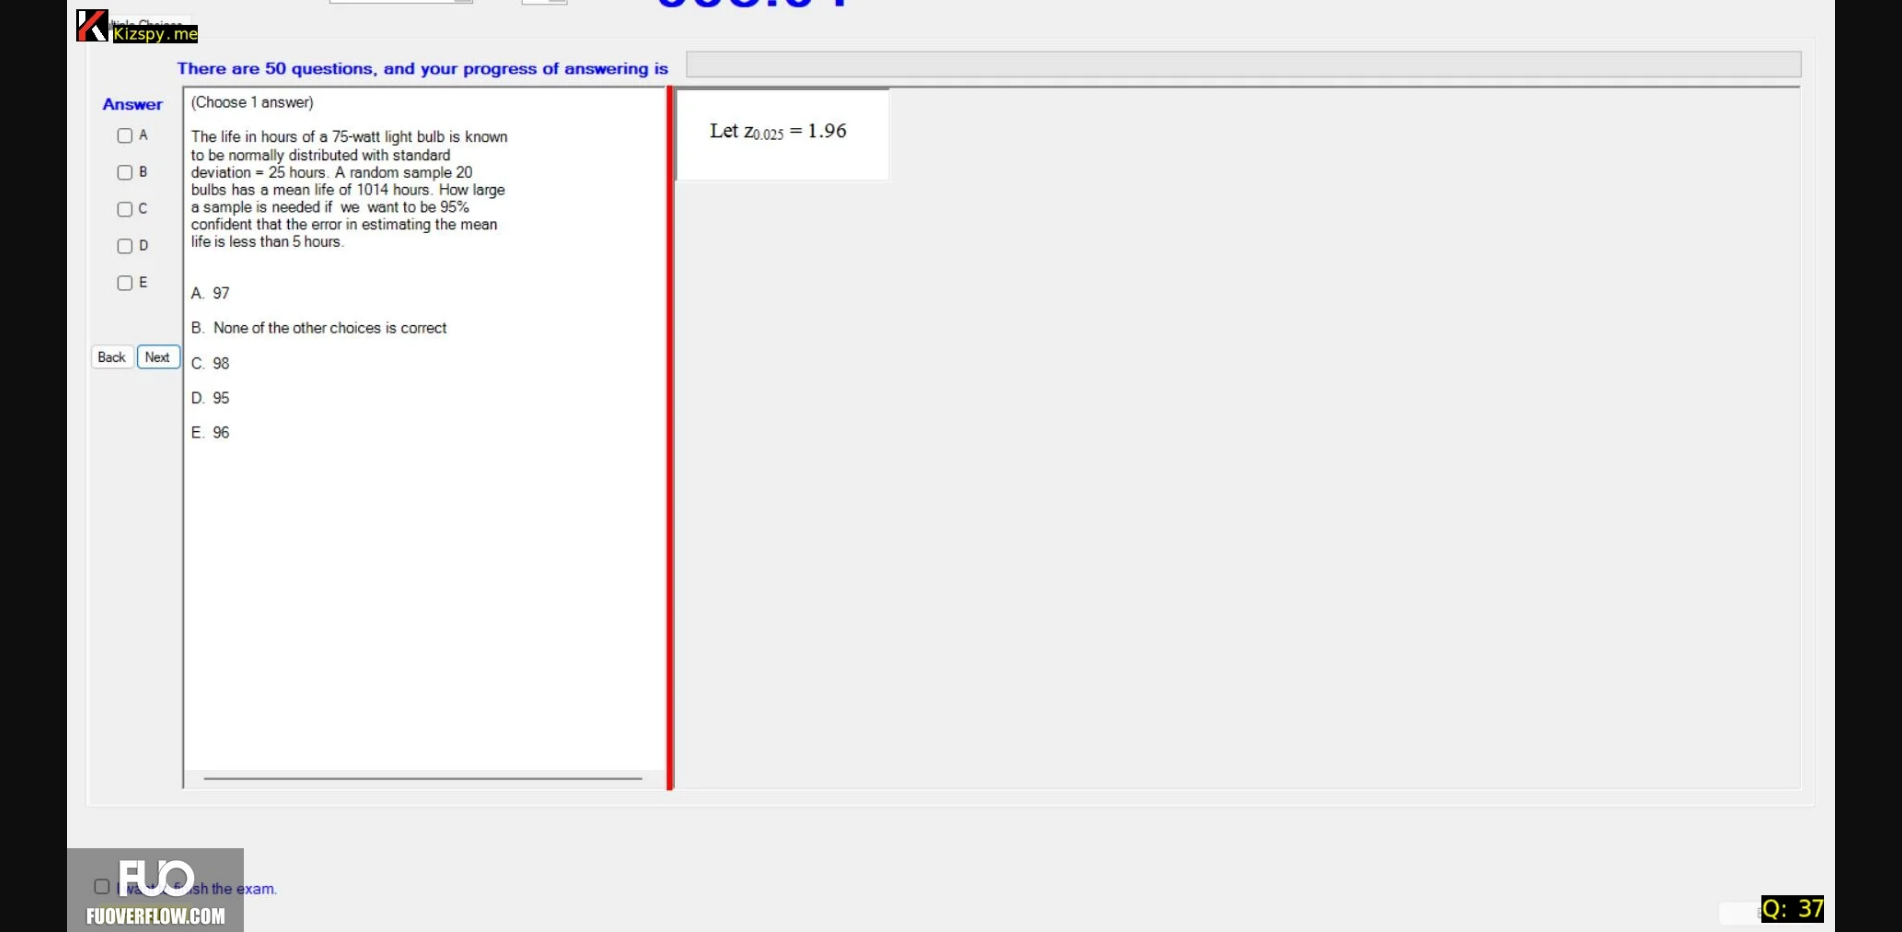 Kizspy.me
There are 50 questions, and your progress of answering is
Answer
(Choose 1 answer)
A
B
C
D
E
The life in hours of a 75-watt light bulb is known
to be normally distributed with standard
deviation = 25 hours. A random sample 20
bulbs has a mean life of 1014 hours. How large
a sample is needed if we want to be 95%
confident that the error in estimating the mean
life is less than 5 hours.
A. 97
B. None of the other choices is correct
C. 98
D. 95
E. 96
Back Next
Let z0.025 = 1.96
FUO
the exam.
FUOVERFLOW.COM
Q: 37